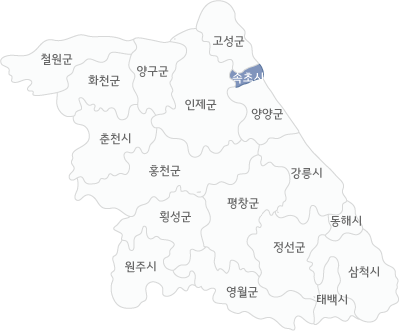 고성군
철원군
양구군
화천군
속초시
인제군
양양군
춘천시
홍천군
강릉시
평창군
횡성군
동해시
정선군
원주시
삼척시
영월군
태백시